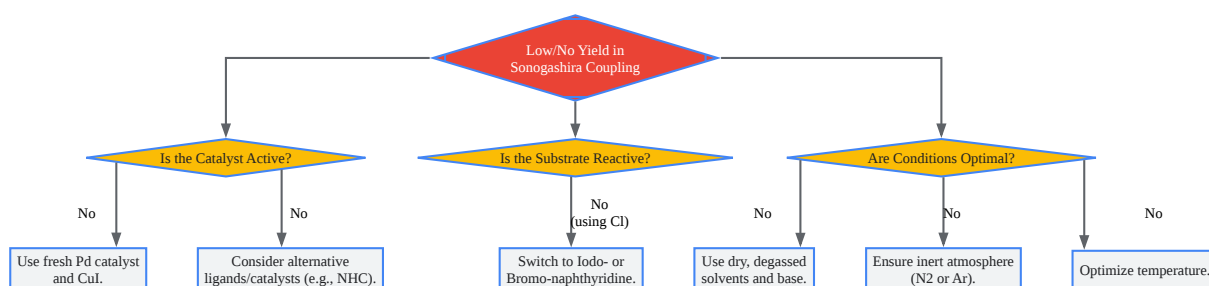 Low/No Yield in
Sonogashira Coupling
Is the Catalyst Active?
Is the Substrate Reactive?
Are Conditions Optimal?
No
No
No
(using Cl)
No
No
No
Use fresh Pd catalyst
and CuI.
Consider alternative
ligands/catalysts (e.g., NHC).
Switch to Iodo- or
Bromo-naphthyridine.
Use dry, degassed
solvents and base.
Ensure inert atmosphere
(N2 or Ar).
Optimize temperature.